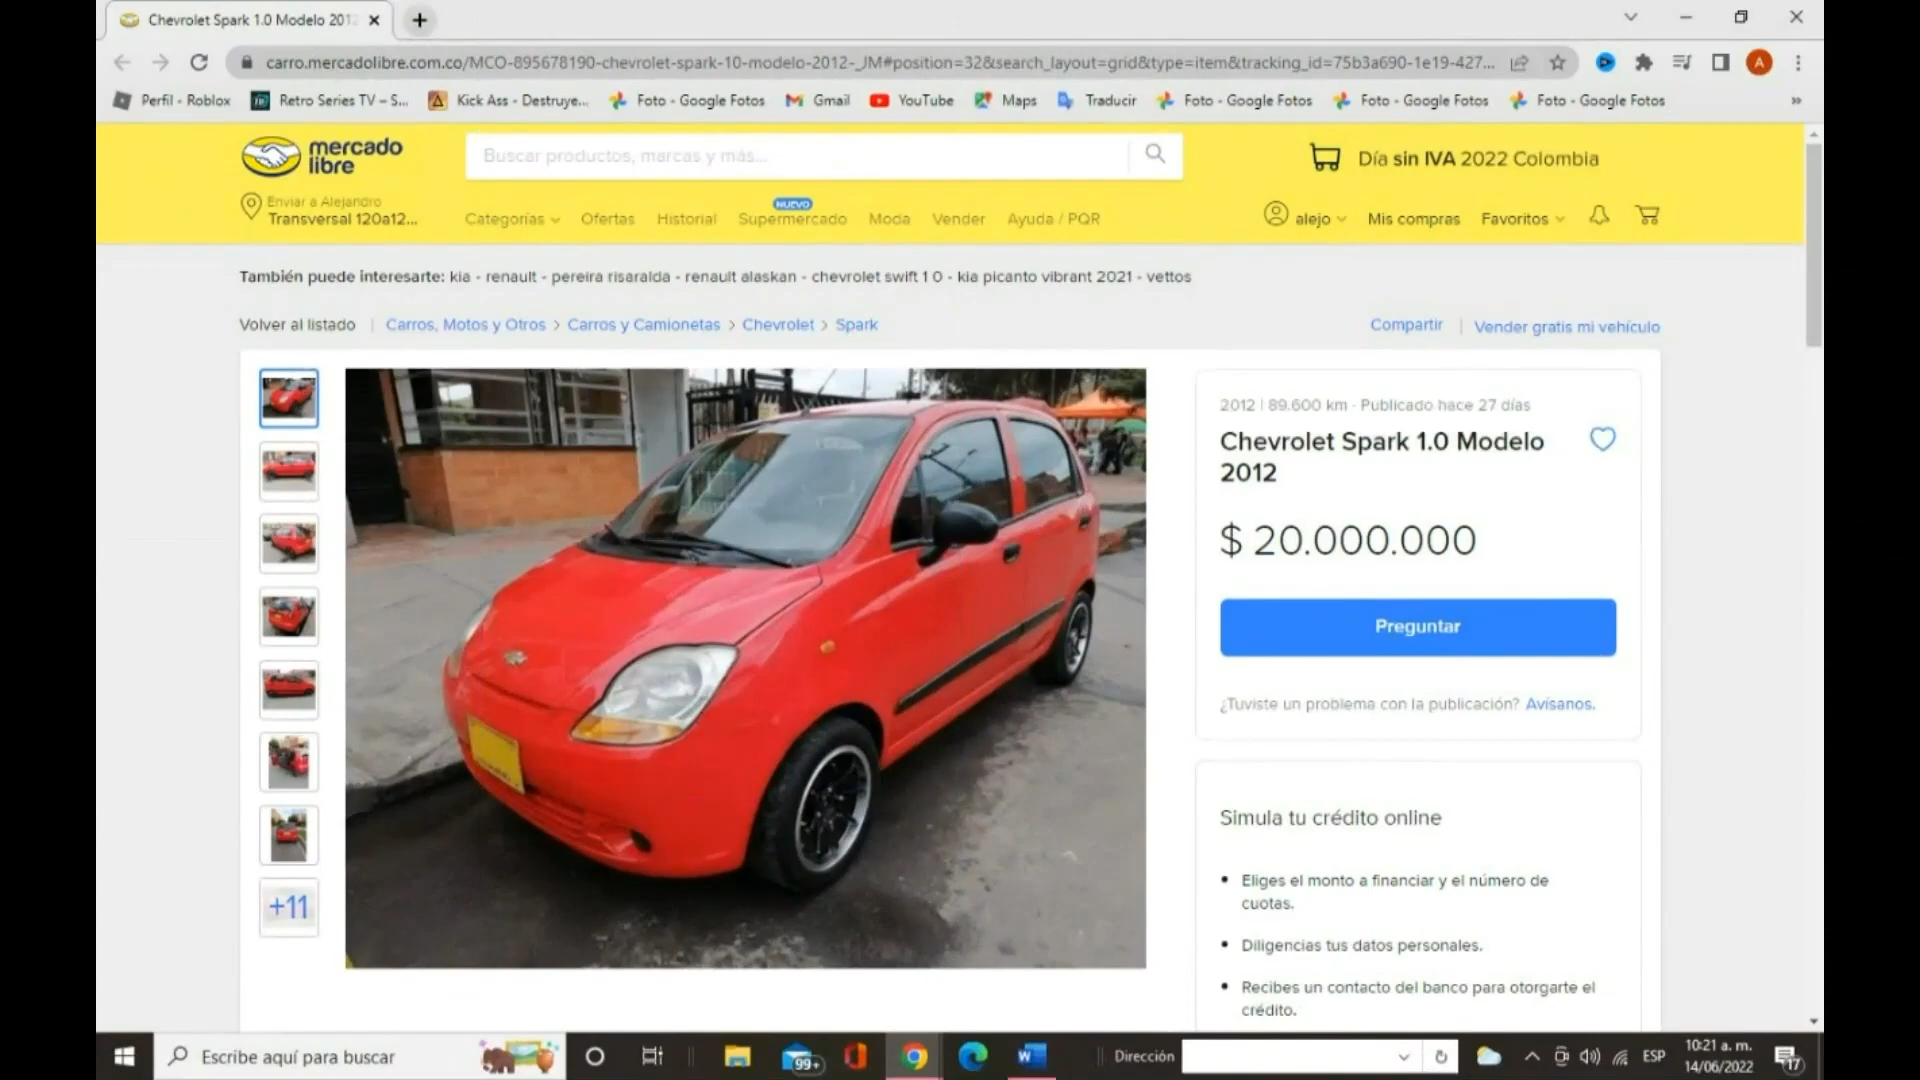 Chevrolet Spark 1.0 Modelo 201
carro.mercadolibre.com.co/MCO-895678190-chevrolet-spark-10-modelo-2012-_JM#position=32&search_layout=grid&type=item&tracking_id=75b3a690-1e19-427...
A
Perfil - Roblox
Retro Series TV – S...
Kick Ass - Destruye...
Foto - Google Fotos
Gmail
YouTube
Maps
Traducir
Foto - Google Fotos
Foto - Google Fotos
Foto - Google Fotos
mercado
libre
Buscar productos, marcas y más...
Día sin IVA 2022 Colombia
Enviar a Alejandro
Transversal 120a12...
Categorías
Ofertas
Historial
NUEVO
Supermercado
Moda
Vender
Ayuda / PQR
alejo
Mis compras
Favoritos
También puede interesarte: kia - renault - pereira risaralda - renault alaskan - chevrolet swift 1 0 - kia picanto vibrant 2021 - vettos
Volver al listado | Carros, Motos y Otros > Carros y Camionetas > Chevrolet > Spark
Compartir | Vender gratis mi vehículo
+11
2012 | 89.600 km · Publicado hace 27 días
Chevrolet Spark 1.0 Modelo
2012
$ 20.000.000
Preguntar
¿Tuviste un problema con la publicación? Avísanos.
Simula tu crédito online
• Eliges el monto a financiar y el número de
cuotas.
• Diligencias tus datos personales.
• Recibes un contacto del banco para otorgarte el
crédito.
Escribe aquí para buscar
99+
Dirección
ESP
10:21 a. m.
14/06/2022
17